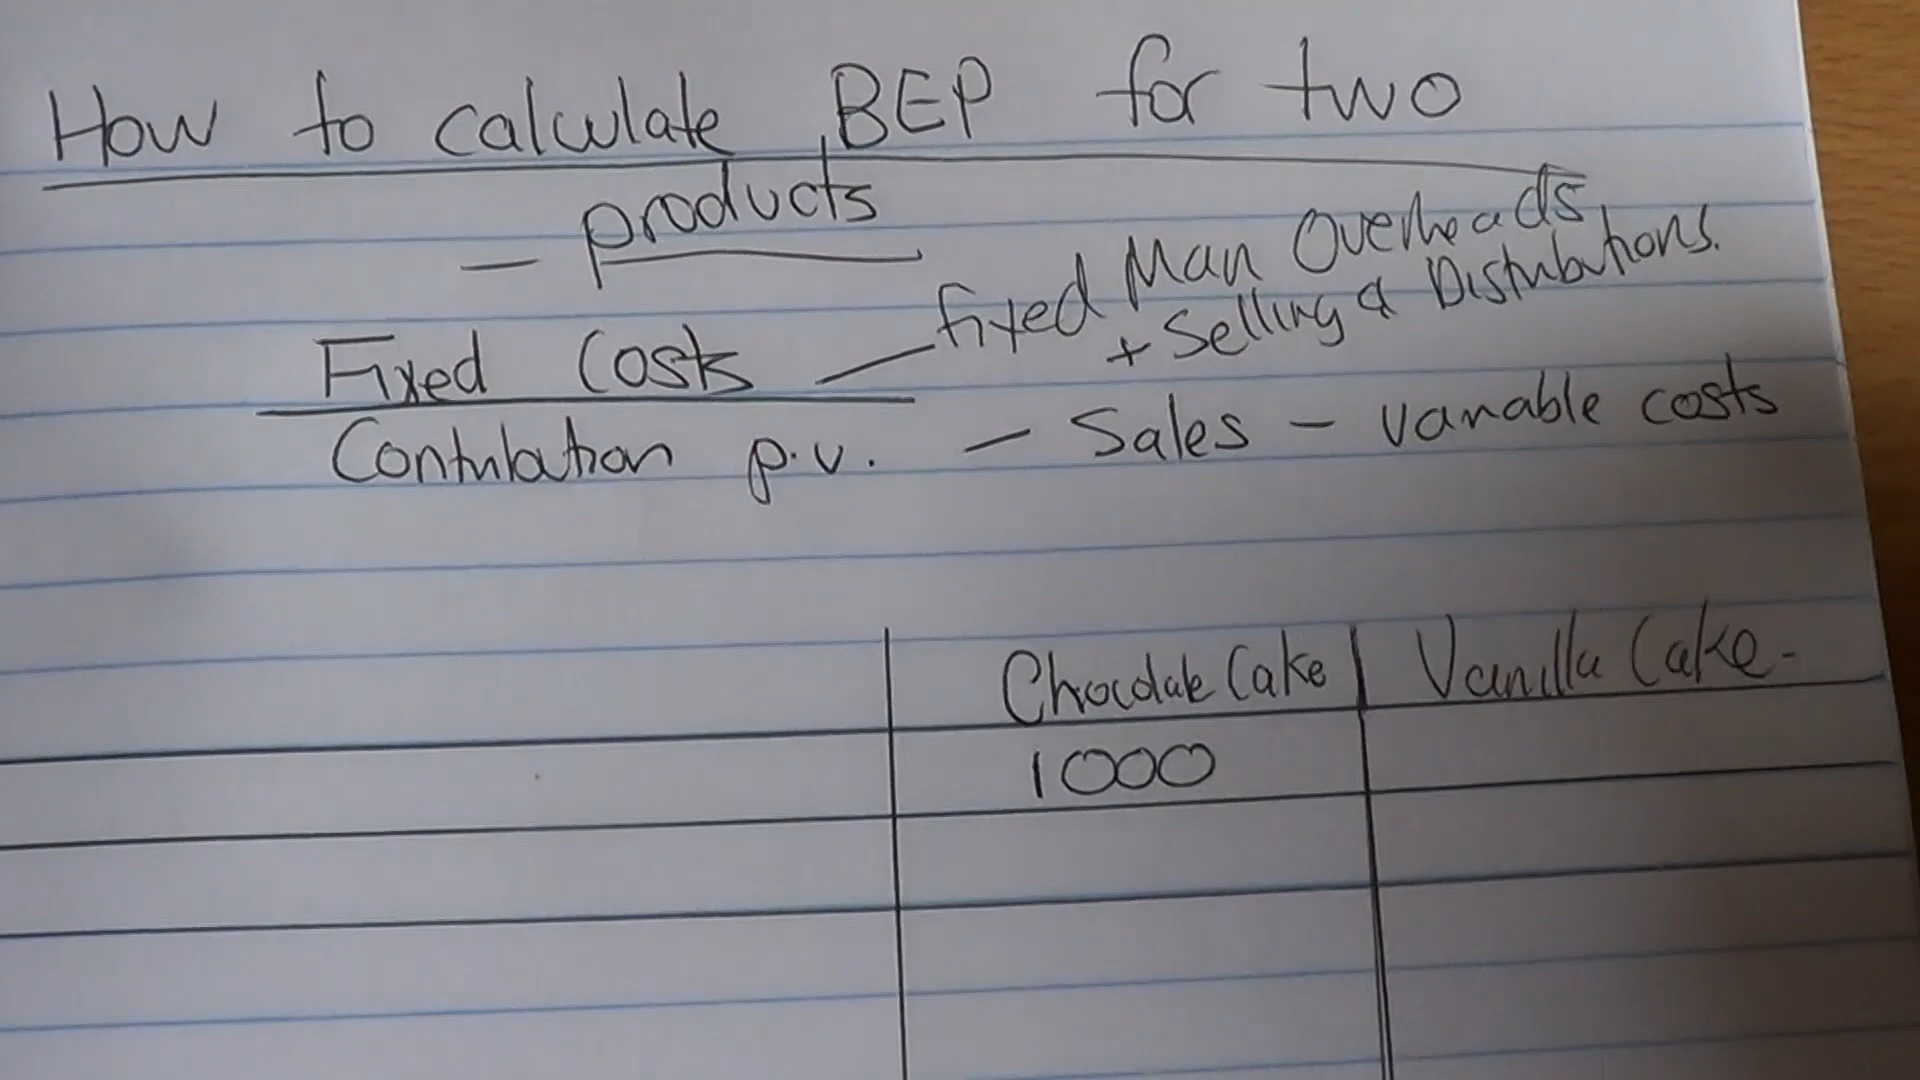 How to calculate BEP for two
- products
Fixed Costs - Fixed Man Overheads
+ Selling & Distributions.
Contribution p.u. - Sales - variable costs
Chocolate Cake | Vanilla Cake.
1000